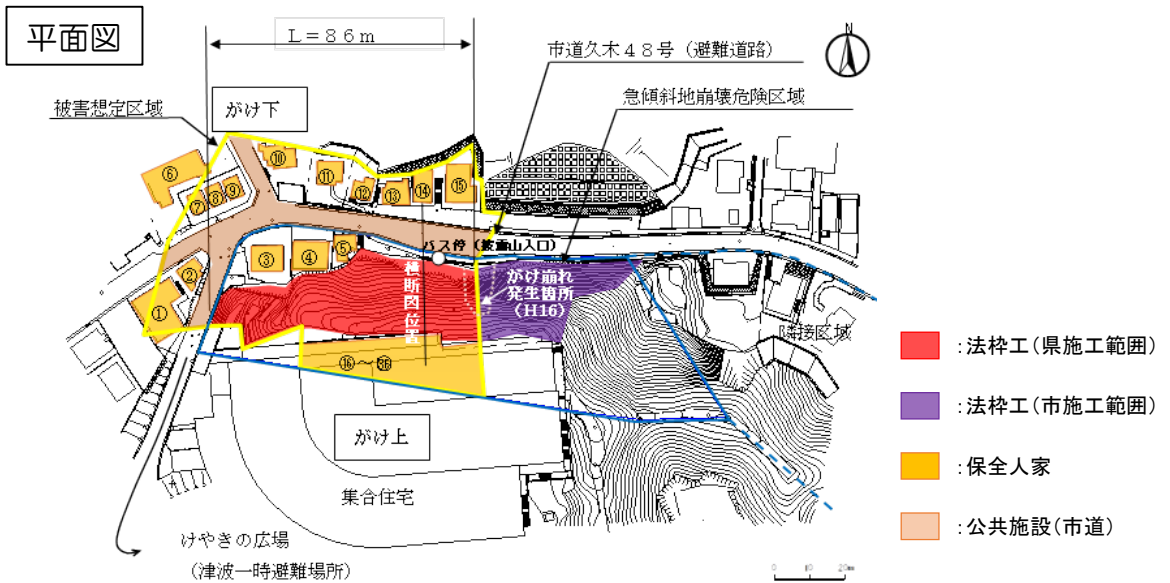 平面図
L=86m
市道久木48号(避難道路)
N
急傾斜地崩壊危険区域
被害想定区域
がけ下
⑩
⑥
⑪
⑫
⑬
⑭
⑮
⑦
⑧
⑨
バス停(披露山入口)
③
④
⑤
②
①
横断図位置
がけ崩れ
発生箇所
(H16)
隣接区域
⑯~㊱
がけ上
集合住宅
けやきの広場
(津波一時避難場所)
:法枠工(県施工範囲)
:法枠工(市施工範囲)
:保全人家
:公共施設(市道)
0 10 20m